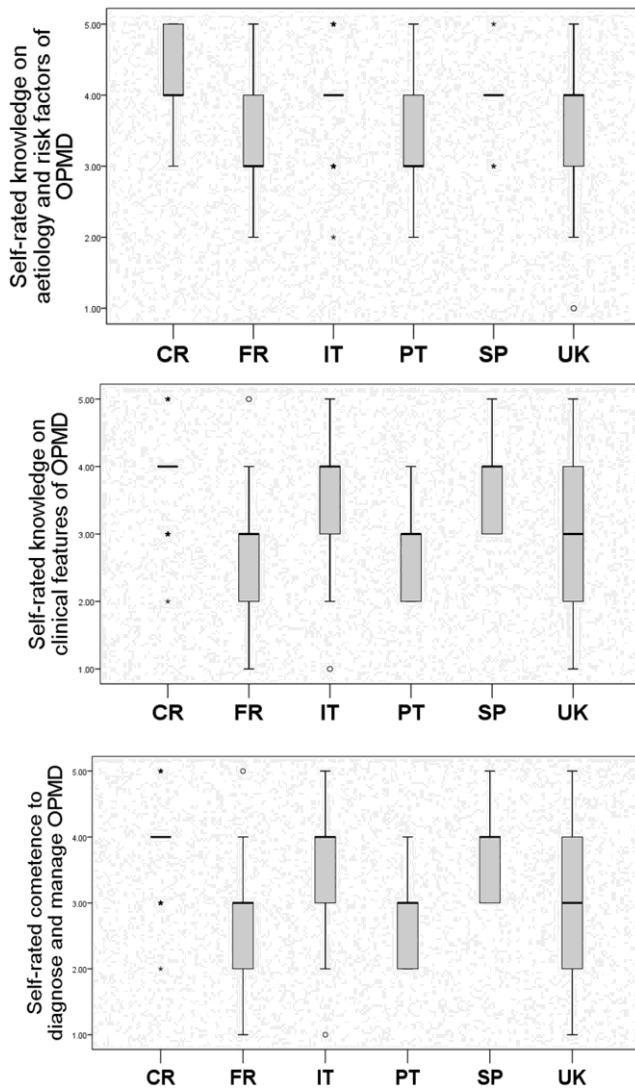 Self-rated knowledge on
aetiology and risk factors of
OPMD
5.00
4.00
3.00
2.00
1.00
CR FR IT PT SP UK
Self-rated knowledge on
clinical features of OPMD
5.00
4.00
3.00
2.00
1.00
CR FR IT PT SP UK
Self-rated cometence to
diagnose and manage OPMD
5.00
4.00
3.00
2.00
1.00
CR FR IT PT SP UK